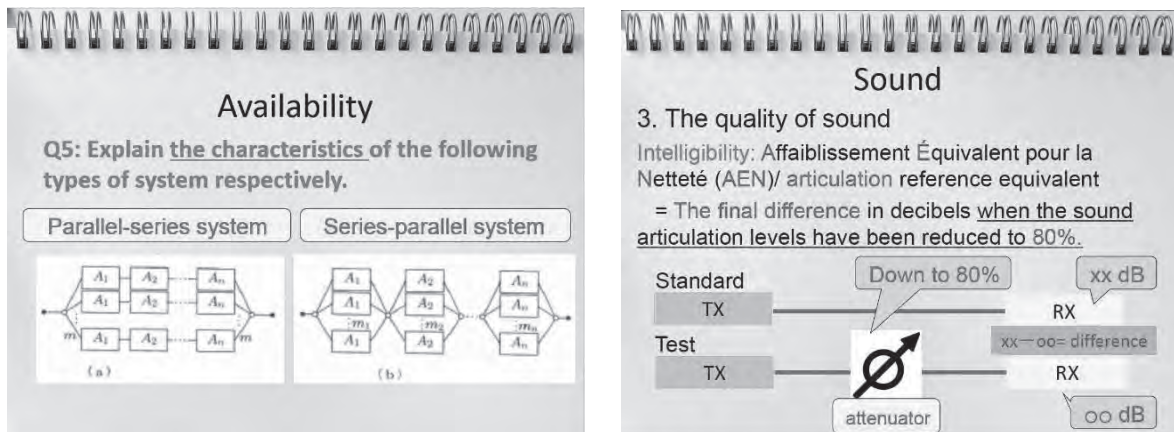 Availability
Q5: Explain the characteristics of the following
types of system respectively.
Parallel-series system
Series-parallel system
A1 A2 An
A1 A2 An
m m
A1 A2 An
(a)
A1 A2 An
A1 A2 An
m1 m2 mn
A1 A2 An
(b)
Sound
3. The quality of sound
Intelligibility: Affaiblissement Équivalent pour la
Netteté (AEN)/ articulation reference equivalent
= The final difference in decibels when the sound
articulation levels have been reduced to 80%.
Standard
Down to 80%
xx dB
TX
RX
xx－oo= difference
Test
TX
RX
attenuator
oo dB